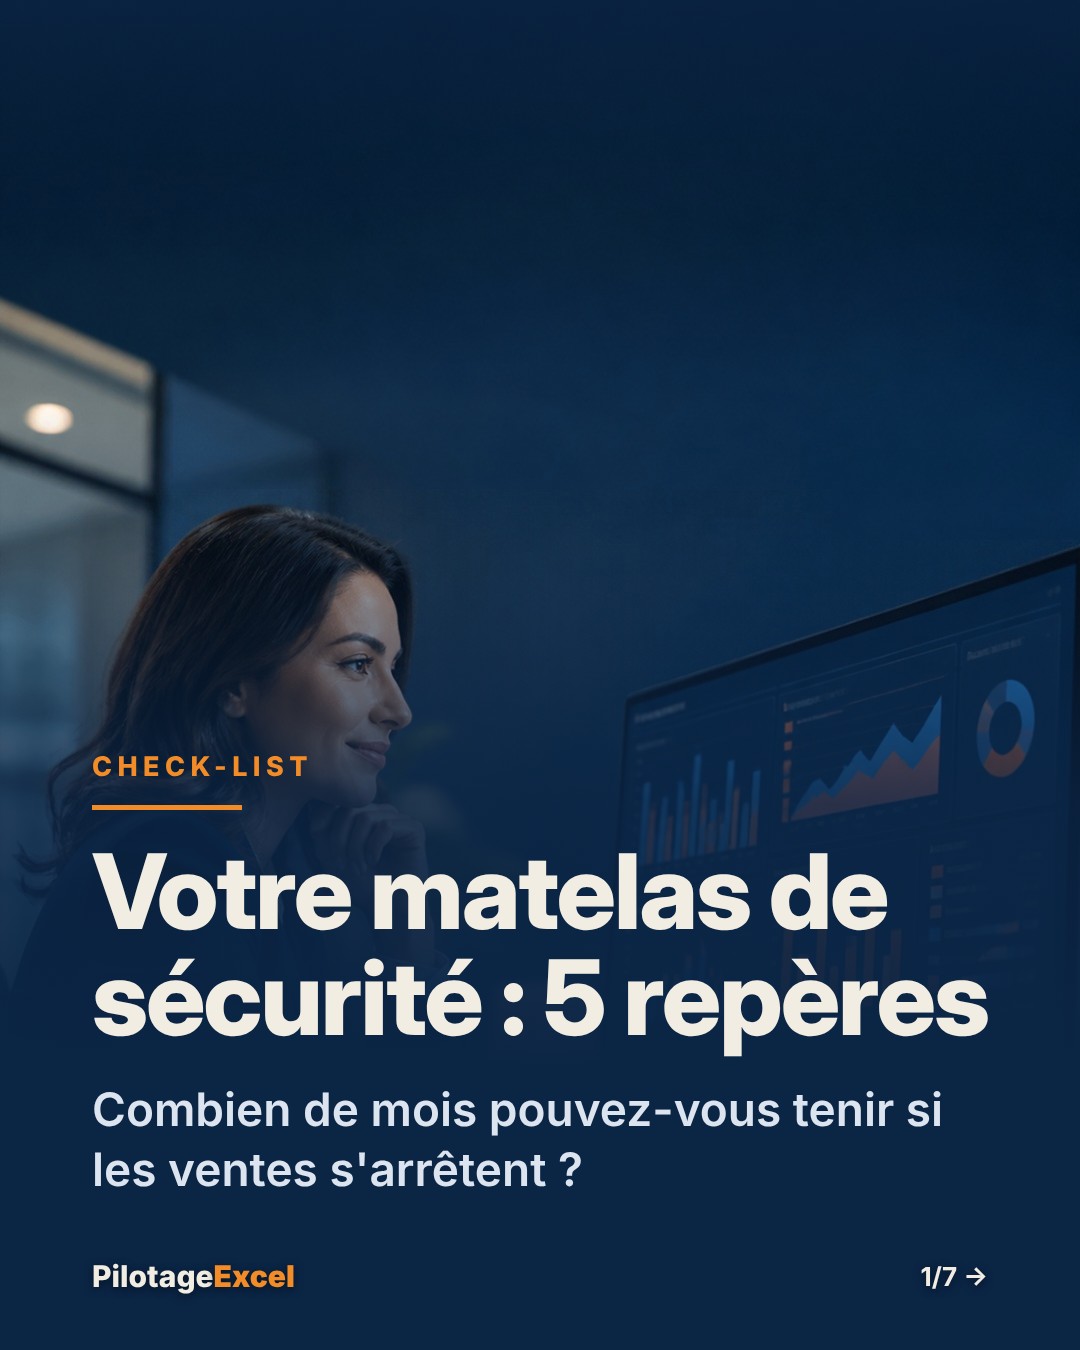 CHECK-LIST
Votre matelas de
sécurité : 5 repères
Combien de mois pouvez-vous tenir si
les ventes s'arrêtent ?
PilotageExcel
1/7 →